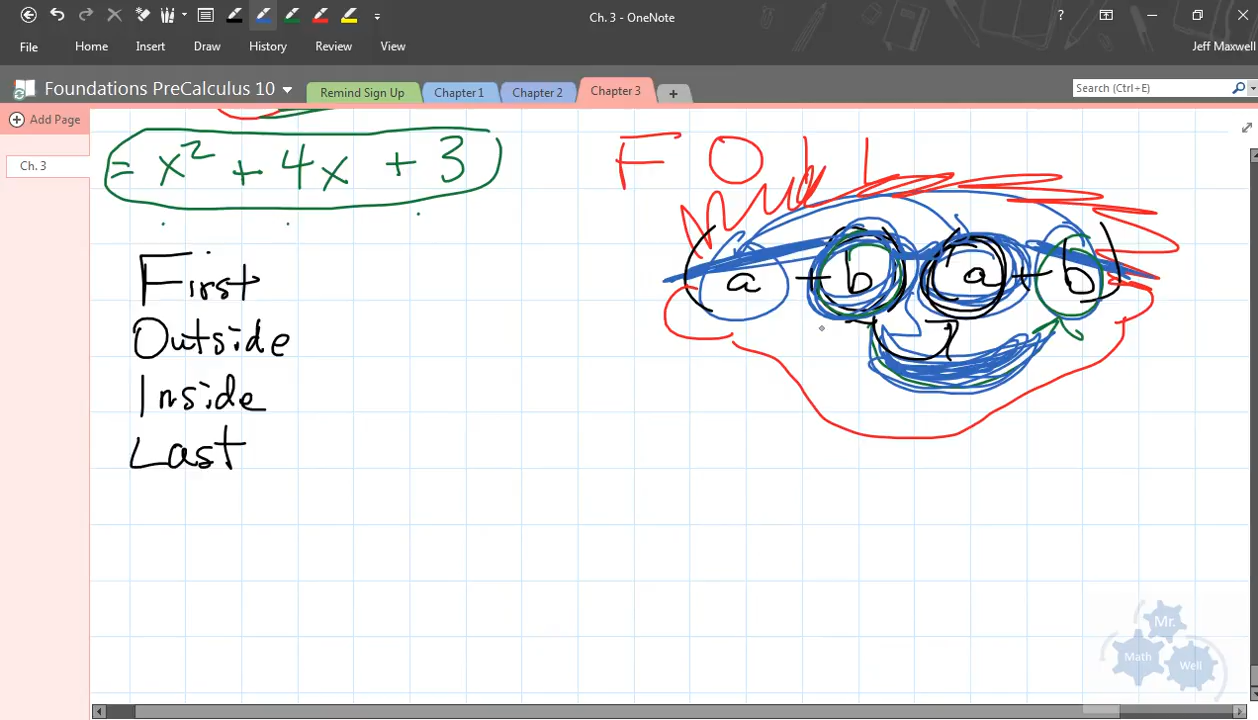 Ch. 3 - OneNote
?
File Home Insert Draw History Review View
Jeff Maxwell
Foundations PreCalculus 10
Remind Sign Up Chapter 1 Chapter 2 Chapter 3 +
Search (Ctrl+E)
Add Page
Ch. 3
= x² + 4x + 3
F O I L
(a + b)(a + b)
First
Outside
Inside
Last
Mr.
Math
Well